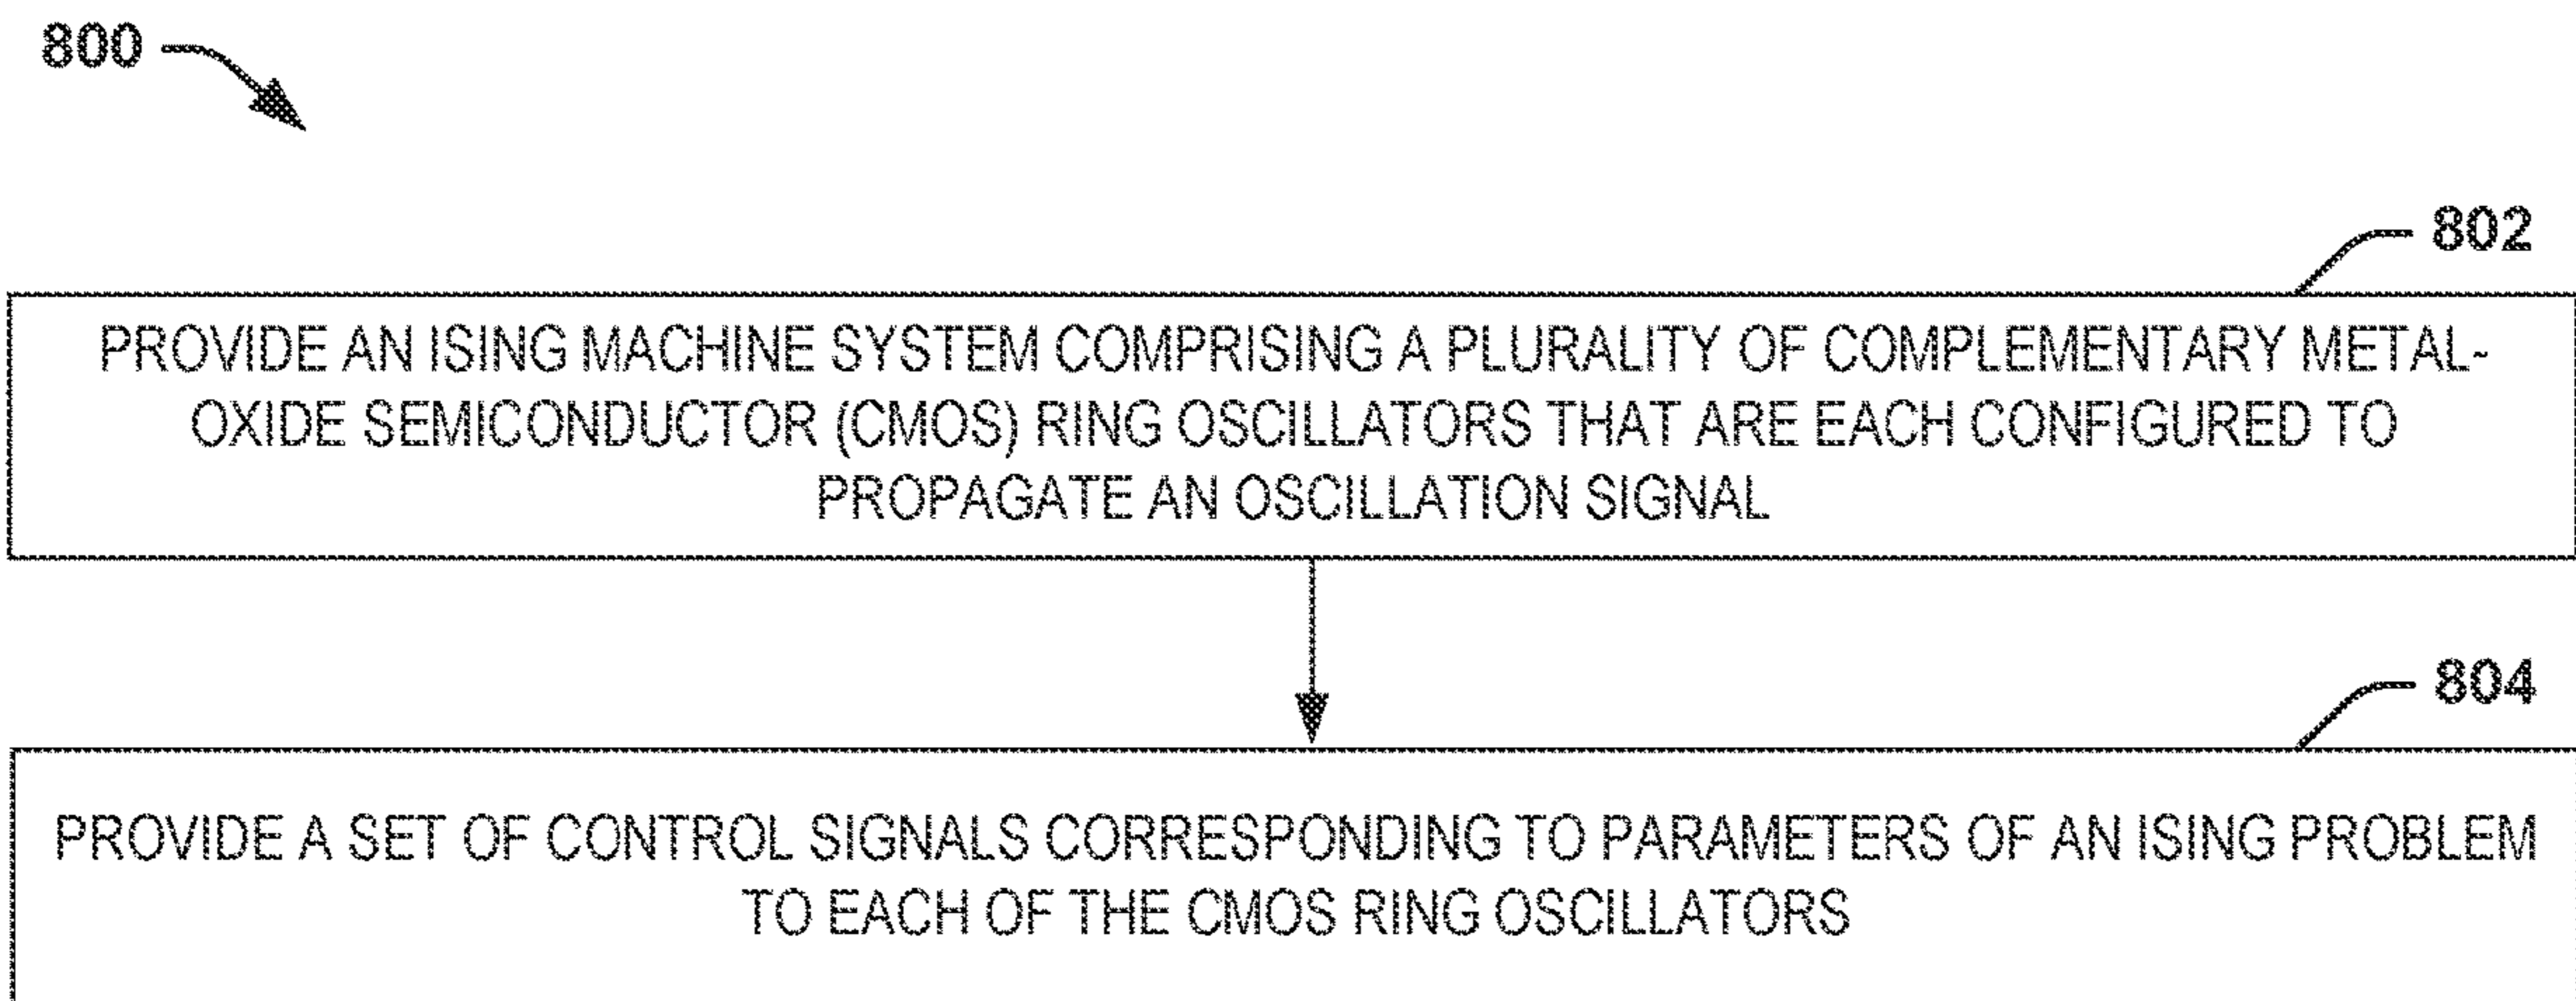 800
802
PROVIDE AN ISING MACHINE SYSTEM COMPRISING A PLURALITY OF COMPLEMENTARY METAL-
OXIDE SEMICONDUCTOR (CMOS) RING OSCILLATORS THAT ARE EACH CONFIGURED TO
PROPAGATE AN OSCILLATION SIGNAL
804
PROVIDE A SET OF CONTROL SIGNALS CORRESPONDING TO PARAMETERS OF AN ISING PROBLEM
TO EACH OF THE CMOS RING OSCILLATORS